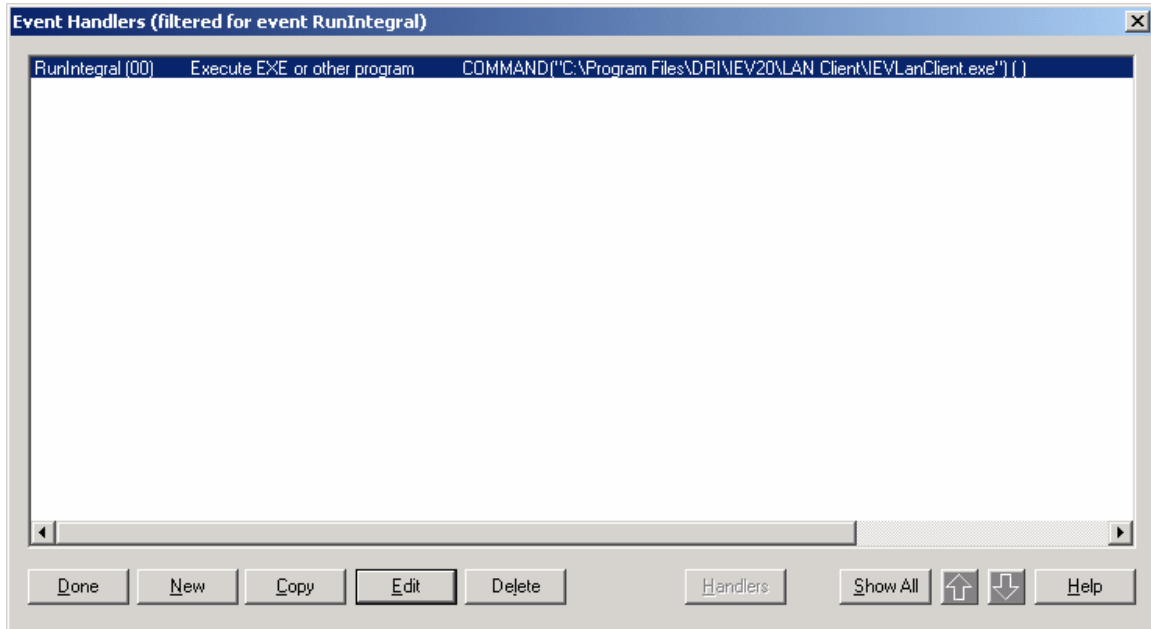 Event Handlers (filtered for event RunIntegral)
RunIntegral (00) Execute EXE or other program COMMAND("C:\Program Files\DRI\IEV20\LAN Client\IEVLanClient.exe") ( )
Done New Copy Edit Delete Handlers Show All Help